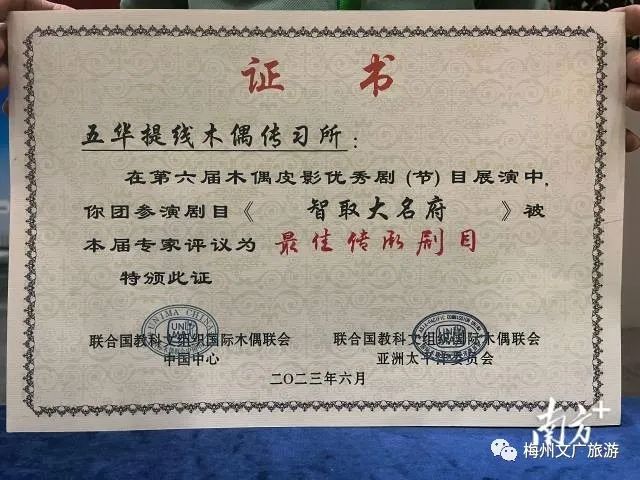 证书
五华提线木偶传习所：
在第六届木偶皮影优秀剧（节）目展演中，
你团参演剧目《智取大名府》被
本届专家评议为 最佳传承剧目
特颁此证
联合国教科文组织国际木偶联会
中国中心
联合国教科文组织国际木偶联会
亚洲太平洋委员会
二〇二三年六月
南方+
梅州文广旅游